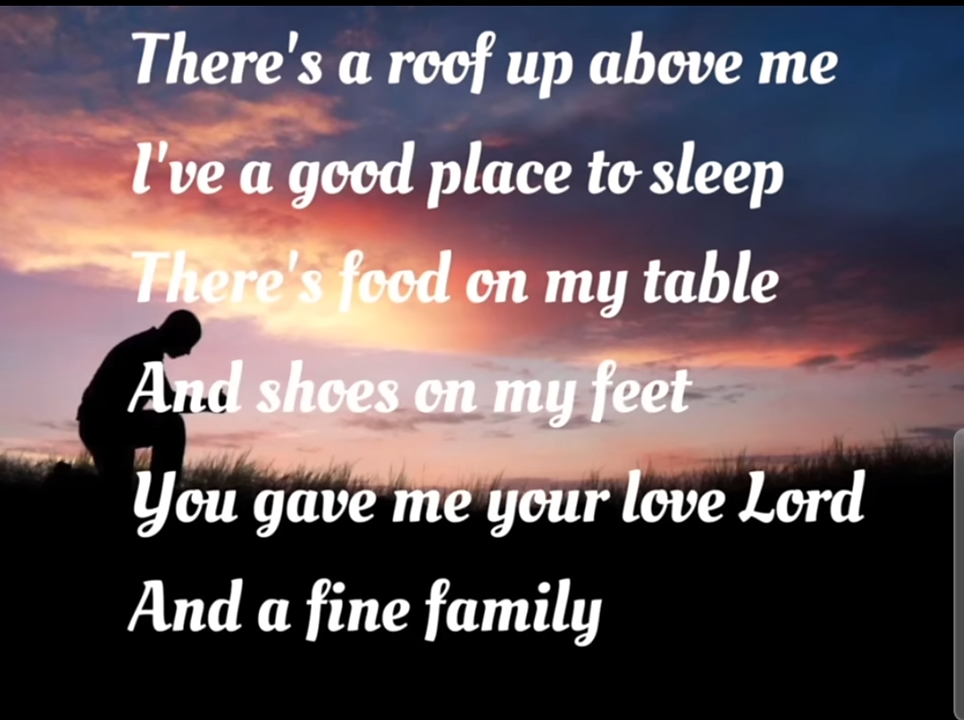 There's a roof up above me
I've a good place to sleep
There's food on my table
And shoes on my feet
You gave me your love Lord
And a fine family